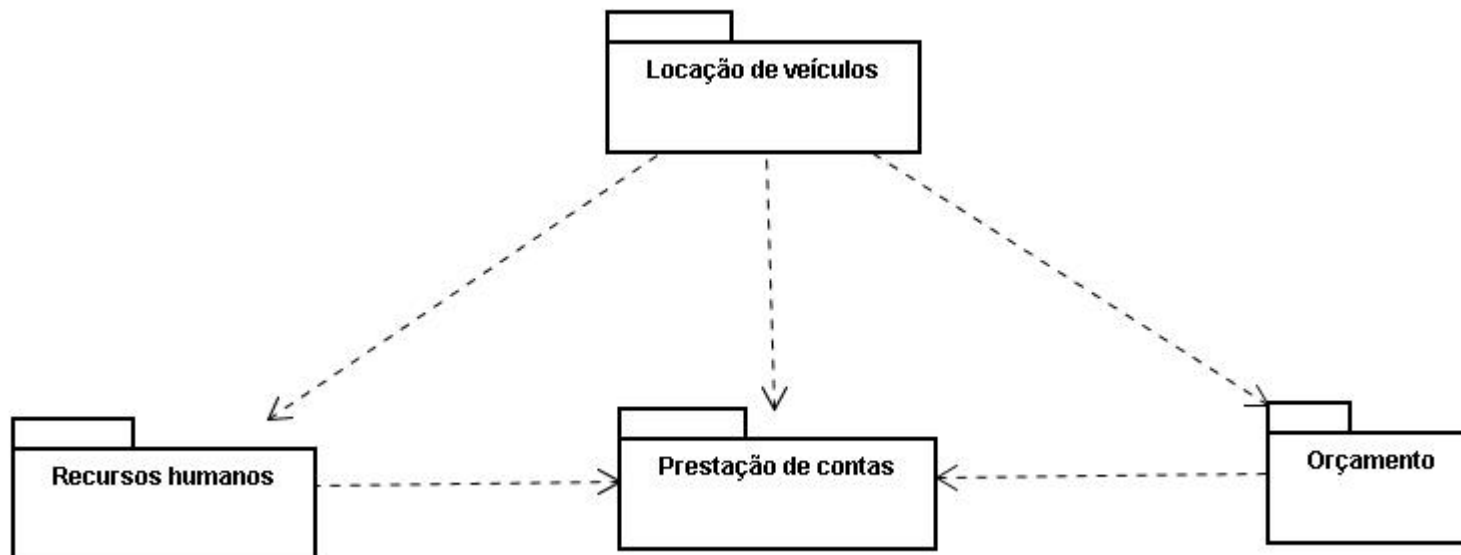 Locação de veículos
Recursos humanos
Prestação de contas
Orçamento